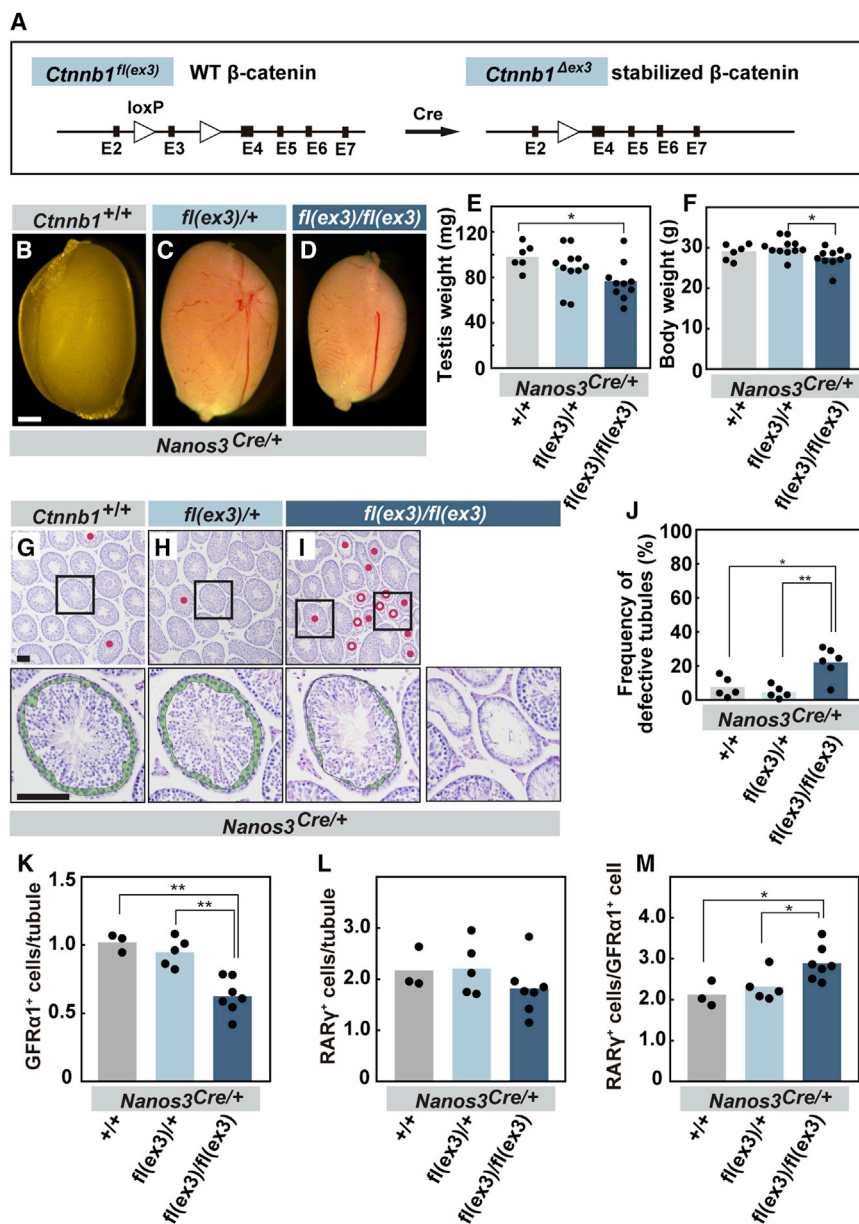 A
Ctnnb1fl(ex3) WT β-catenin
Ctnnb1Δex3 stabilized β-catenin
loxP
Cre
E2 E3 E4 E5 E6 E7
E2 E4 E5 E6 E7
Ctnnb1+/+ fl(ex3)/+ fl(ex3)/fl(ex3)
B C D
Nanos3Cre/+
E
Testis weight (mg)
120
80
40
0
*
Nanos3Cre/+
+/+
fl(ex3)/+
fl(ex3)/fl(ex3)
F
Body weight (g)
30
20
10
0
*
Nanos3Cre/+
+/+
fl(ex3)/+
fl(ex3)/fl(ex3)
Ctnnb1+/+ fl(ex3)/+ fl(ex3)/fl(ex3)
G H I
Nanos3Cre/+
J
Frequency of
defective tubules (%)
100
80
60
40
20
0
*
**
Nanos3Cre/+
+/+
fl(ex3)/+
fl(ex3)/fl(ex3)
K
GFRα1+ cells/tubule
1.5
1.0
0.5
0
**
**
Nanos3Cre/+
+/+
fl(ex3)/+
fl(ex3)/fl(ex3)
L
RARγ+ cells/tubule
3.0
2.0
1.0
0
Nanos3Cre/+
+/+
fl(ex3)/+
fl(ex3)/fl(ex3)
M
RARγ+ cells/GFRα1+ cell
4.0
3.0
2.0
1.0
0
*
*
Nanos3Cre/+
+/+
fl(ex3)/+
fl(ex3)/fl(ex3)